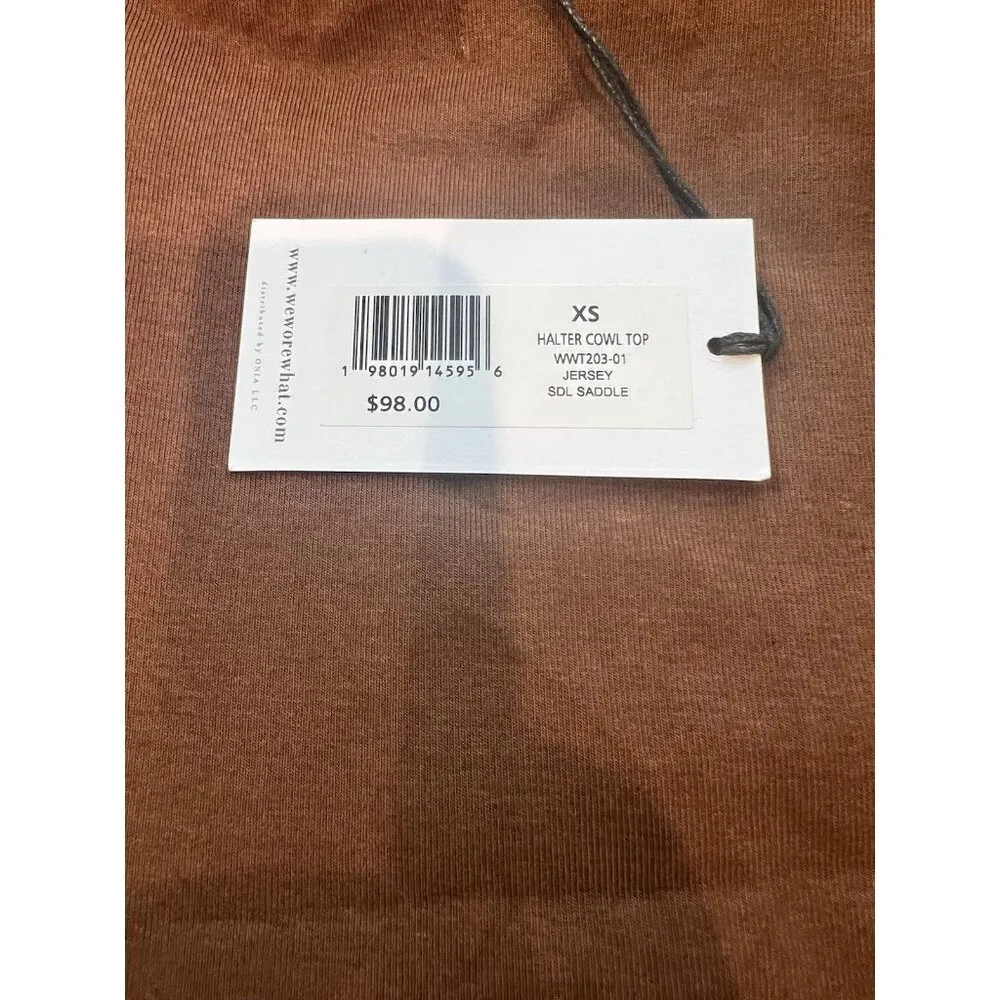 www.weworewhat.com
distributed by ONIA LLC
1 98019 14595 6
$98.00
XS
HALTER COWL TOP
WWT203-01
JERSEY
SDL SADDLE